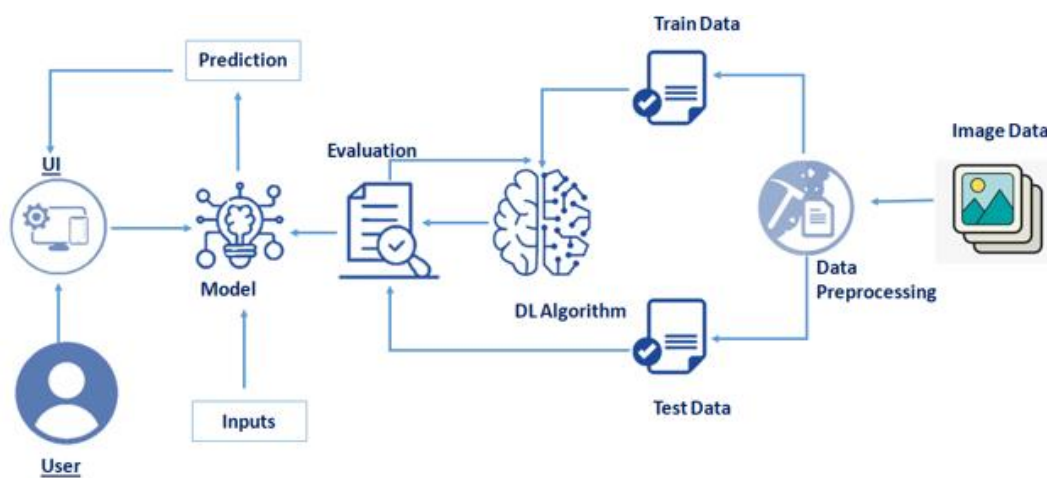 Train Data
Prediction
Image Data
Evaluation
UI
Data
Preprocessing
Model
DL Algorithm
Inputs
Test Data
User